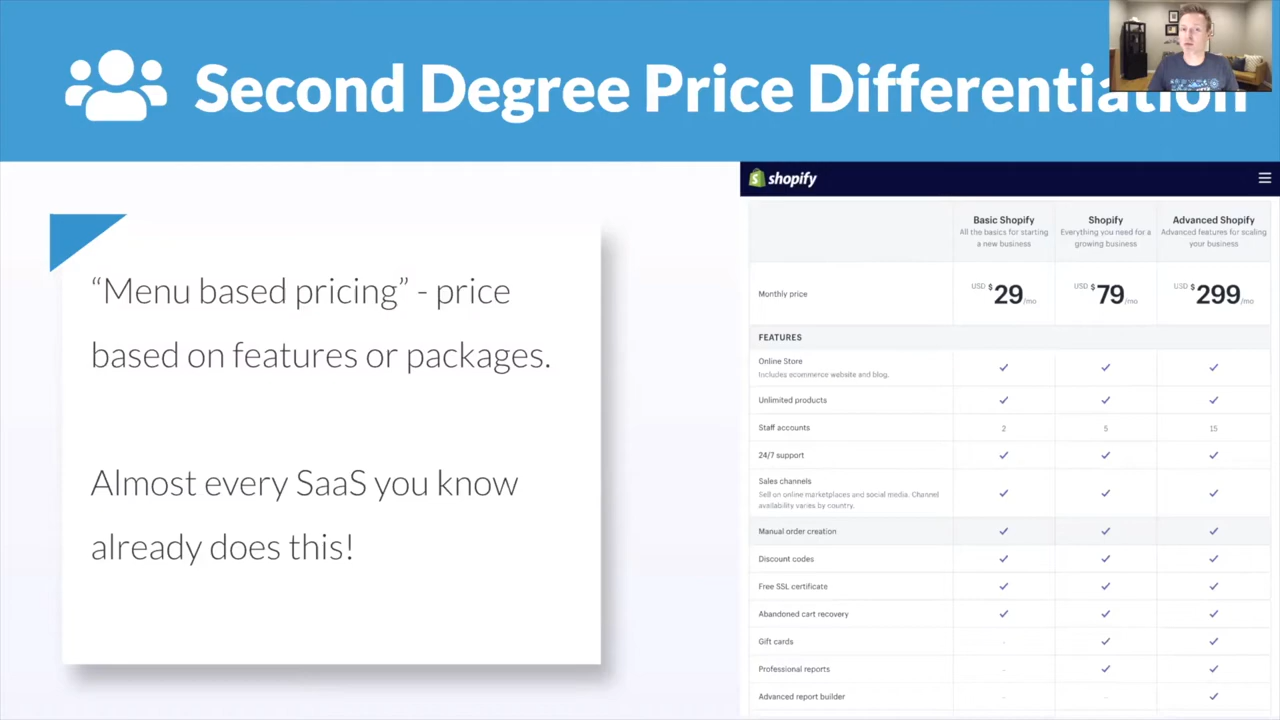 Second Degree Price Differentiation
“Menu based pricing” - price
based on features or packages.
Almost every SaaS you know
already does this!
shopify
Basic Shopify
All the basics for starting
a new business
Shopify
Everything you need for a
growing business
Advanced Shopify
Advanced features for scaling
your business
Monthly price
USD $29/mo
USD $79/mo
USD $299/mo
FEATURES
Online Store
Includes ecommerce website and blog.
Unlimited products
Staff accounts 2 5 15
24/7 support
Sales channels
Sell on online marketplaces and social media. Channel
availability varies by country.
Manual order creation
Discount codes
Free SSL certificate
Abandoned cart recovery
Gift cards -
Professional reports -
Advanced report builder - -